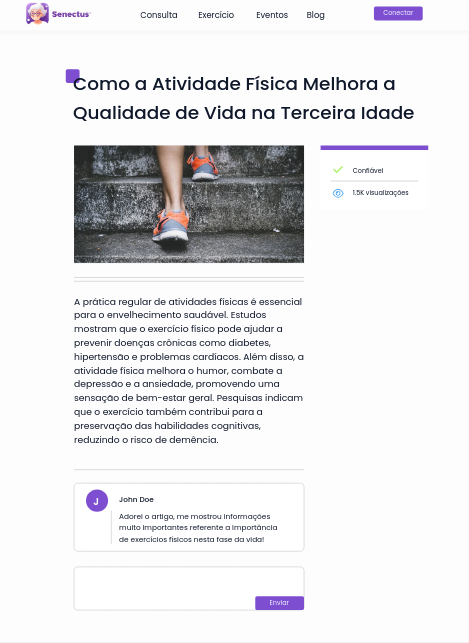 Senectus
Consulta
Exercício
Eventos
Blog
Conectar
Como a Atividade Física Melhora a
Qualidade de Vida na Terceira Idade
Confiável
1.5K visualizações
A prática regular de atividades físicas é essencial
para o envelhecimento saudável. Estudos
mostram que o exercício físico pode ajudar a
prevenir doenças crônicas como diabetes,
hipertensão e problemas cardíacos. Além disso, a
atividade física melhora o humor, combate a
depressão e a ansiedade, promovendo uma
sensação de bem-estar geral. Pesquisas indicam
que o exercício também contribui para a
preservação das habilidades cognitivas,
reduzindo o risco de demência.
J
John Doe
Adorei o artigo, me mostrou informações
muito importantes referente a importância
de exercícios físicos nesta fase da vida!
Enviar